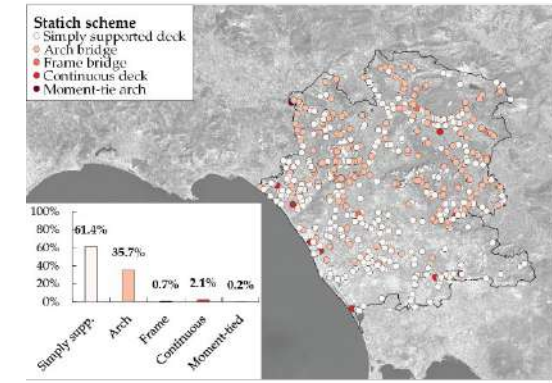 Statich scheme
Simply supported deck
Arch bridge
Frame bridge
Continuous deck
Moment-tie arch
100%
80%
60%
40%
20%
0%
61.4%
35.7%
0.7%
2.1%
0.2%
Simply supp.
Arch
Frame
Continuous
Moment-tied